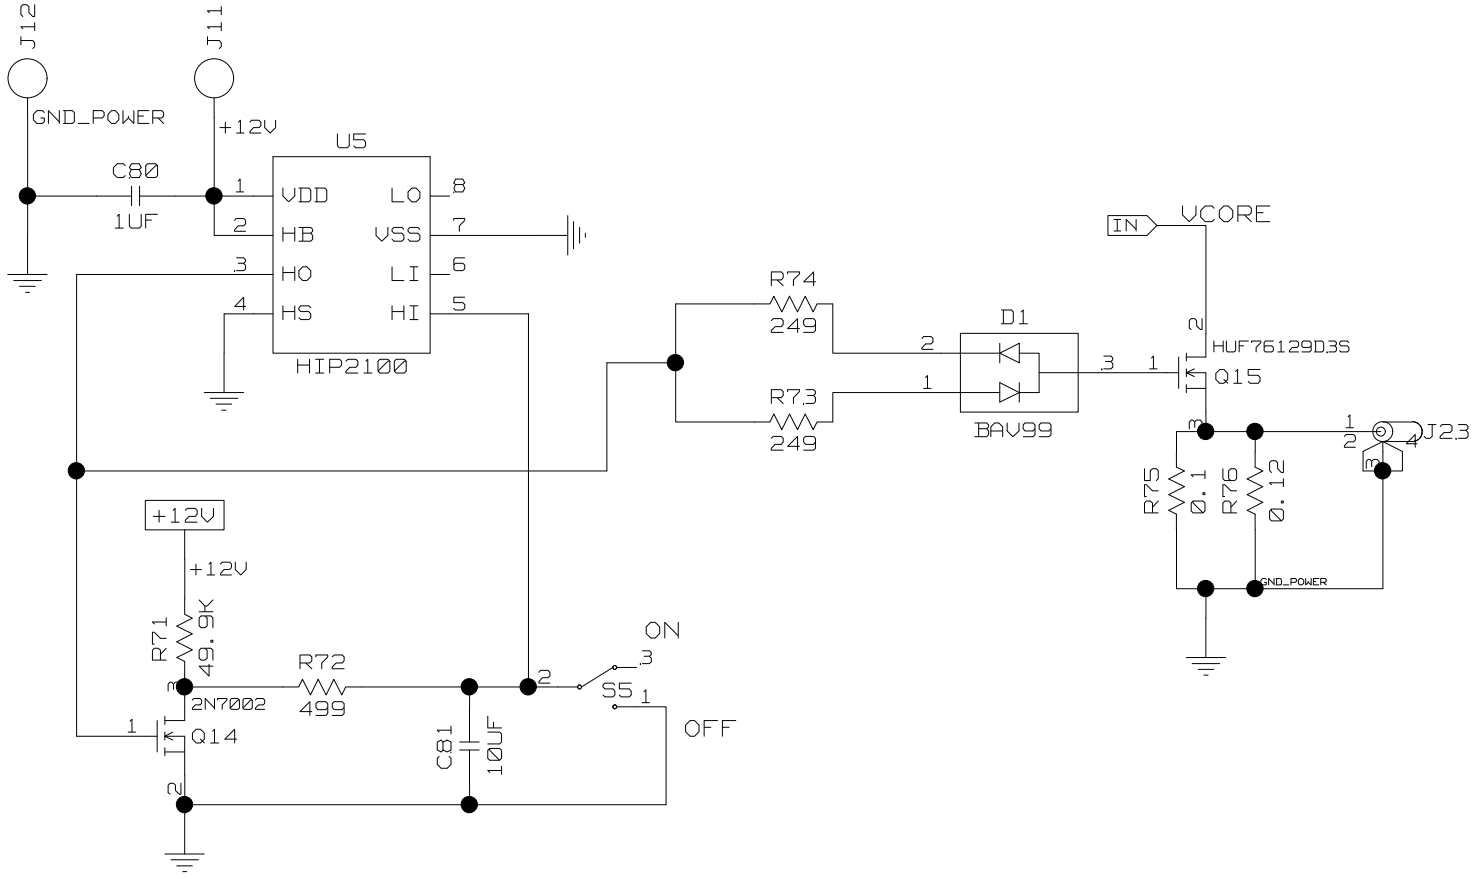 J12
J11
GND_POWER
+12V
U5
C80
1UF
1
VDD
LO
8
2
HB
VSS
7
3
HO
LI
6
4
HS
HI
5
HIP2100
IN
VCORE
2
R74
249
D1
2
HUF76129D3S
3
1
Q15
1
R73
249
BAV99
3
1
2
4
J23
3
R75
0.1
R76
0.12
GND_POWER
+12V
+12V
R71
49.9K
ON
3
R72
499
2
S5
1
3
2N7002
1
Q14
OFF
C81
10UF
2